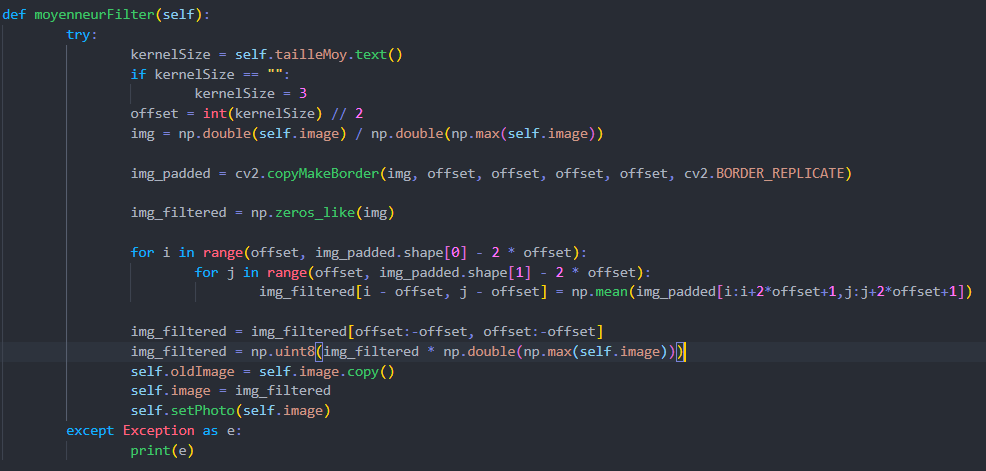 def moyenneurFilter(self):
try:
kernelSize = self.tailleMoy.text()
if kernelSize == "":
kernelSize = 3
offset = int(kernelSize) // 2
img = np.double(self.image) / np.double(np.max(self.image))
img_padded = cv2.copyMakeBorder(img, offset, offset, offset, offset, cv2.BORDER_REPLICATE)
img_filtered = np.zeros_like(img)
for i in range(offset, img_padded.shape[0] - 2 * offset):
for j in range(offset, img_padded.shape[1] - 2 * offset):
img_filtered[i - offset, j - offset] = np.mean(img_padded[i:i+2*offset+1,j:j+2*offset+1])
img_filtered = img_filtered[offset:-offset, offset:-offset]
img_filtered = np.uint8(img_filtered * np.double(np.max(self.image)))
self.oldImage = self.image.copy()
self.image = img_filtered
self.setPhoto(self.image)
except Exception as e:
print(e)